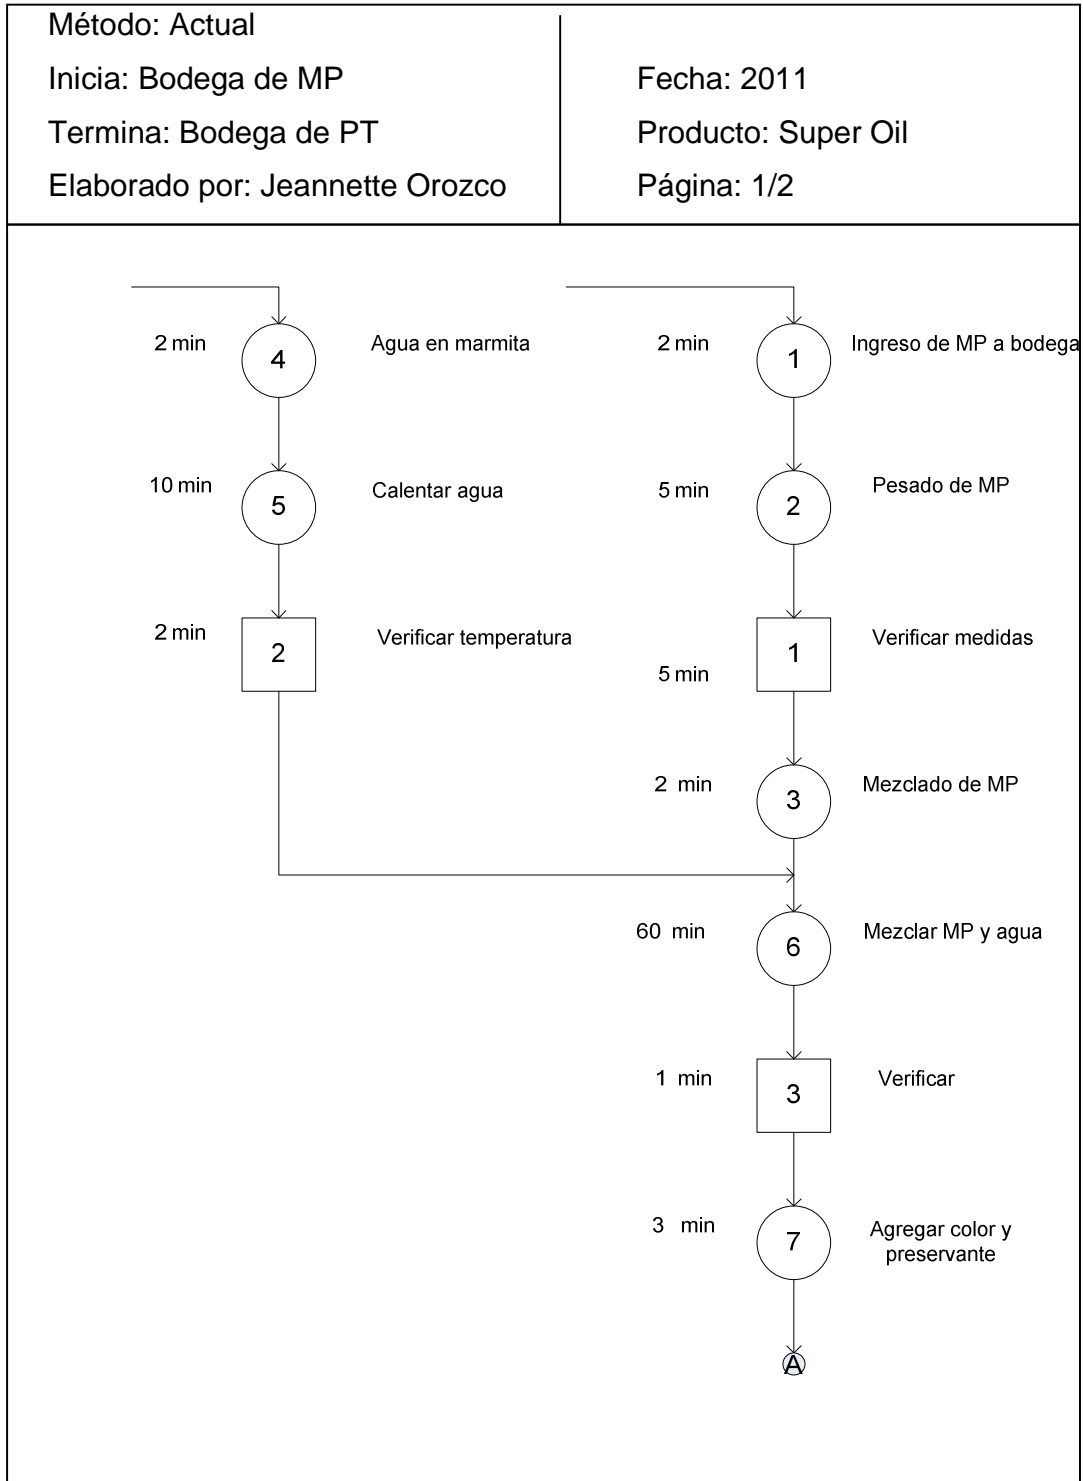 Método: Actual
Inicia: Bodega de MP
Termina: Bodega de PT
Elaborado por: Jeannette Orozco
Fecha: 2011
Producto: Super Oil
Página: 1/2
2 min
4
Agua en marmita
2 min
1
Ingreso de MP a bodega
10 min
5
Calentar agua
5 min
2
Pesado de MP
2 min
2
Verificar temperatura
5 min
1
Verificar medidas
2 min
3
Mezclado de MP
60 min
6
Mezclar MP y agua
1 min
3
Verificar
3 min
7
Agregar color y
preservante
A